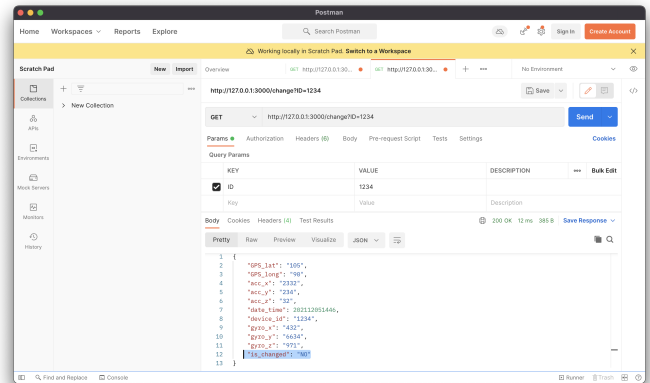 Postman
Home Workspaces Reports Explore Search Postman Sign In Create Account
Working locally in Scratch Pad. Switch to a Workspace
Scratch Pad New Import Overview GET http://127.0.0.1:30... GET http://127.0.0.1:30... + ••• No Environment
Collections + ••• http://127.0.0.1:3000/change?ID=1234 Save </>
New Collection
GET http://127.0.0.1:3000/change?ID=1234 Send
APIs
Params Authorization Headers (6) Body Pre-request Script Tests Settings Cookies
Environments
Query Params
KEY VALUE DESCRIPTION ••• Bulk Edit
Mock Servers
ID 1234
Key Value Description
Monitors
Body Cookies Headers (4) Test Results 200 OK 12 ms 385 B Save Response
History
Pretty Raw Preview Visualize JSON
1 {
2 "GPS_lat": "105",
3 "GPS_long": "98",
4 "acc_x": "2332",
5 "acc_y": "234",
6 "acc_z": "32",
7 "date_time": 202112051446,
8 "device_id": "1234",
9 "gyro_x": "432",
10 "gyro_y": "6634",
11 "gyro_z": "971",
12 "is_changed": "NO"
13 }
Find and Replace Console Runner Trash